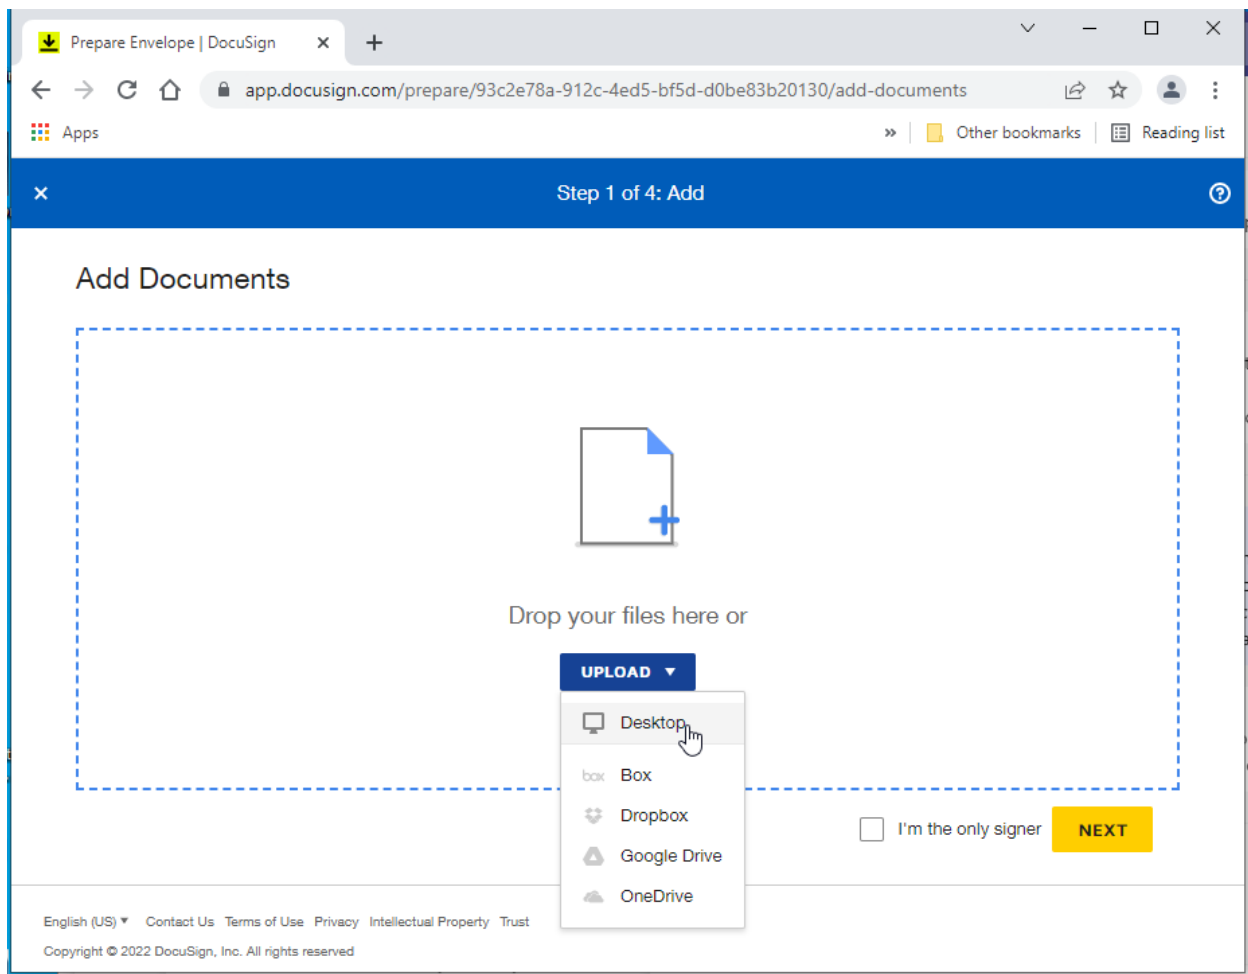 Prepare Envelope | DocuSign
app.docusign.com/prepare/93c2e78a-912c-4ed5-bf5d-d0be83b20130/add-documents
Apps
» Other bookmarks Reading list
Step 1 of 4: Add
Add Documents
Drop your files here or
UPLOAD
Desktop
box Box
Dropbox
Google Drive
OneDrive
I'm the only signer NEXT
English (US) Contact Us Terms of Use Privacy Intellectual Property Trust
Copyright © 2022 DocuSign, Inc. All rights reserved